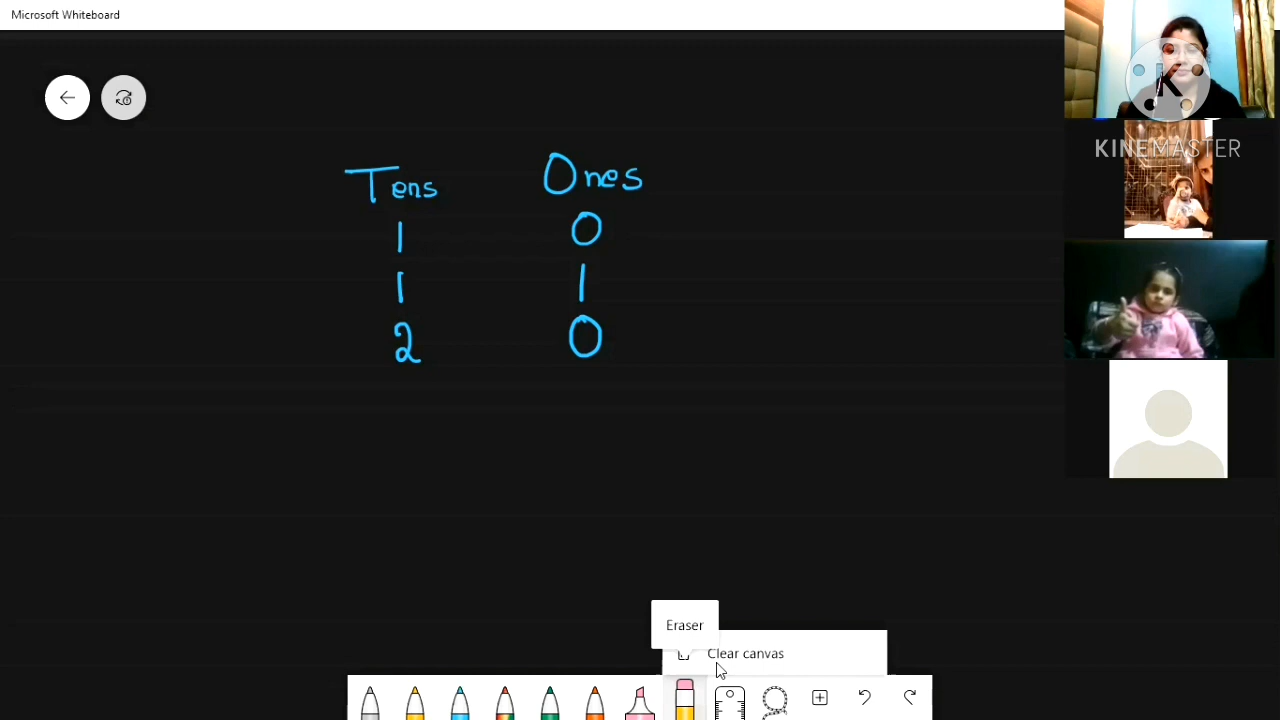 Microsoft Whiteboard
KINEMASTER
Tens Ones
1 0
1 1
2 0
Eraser
Clear canvas